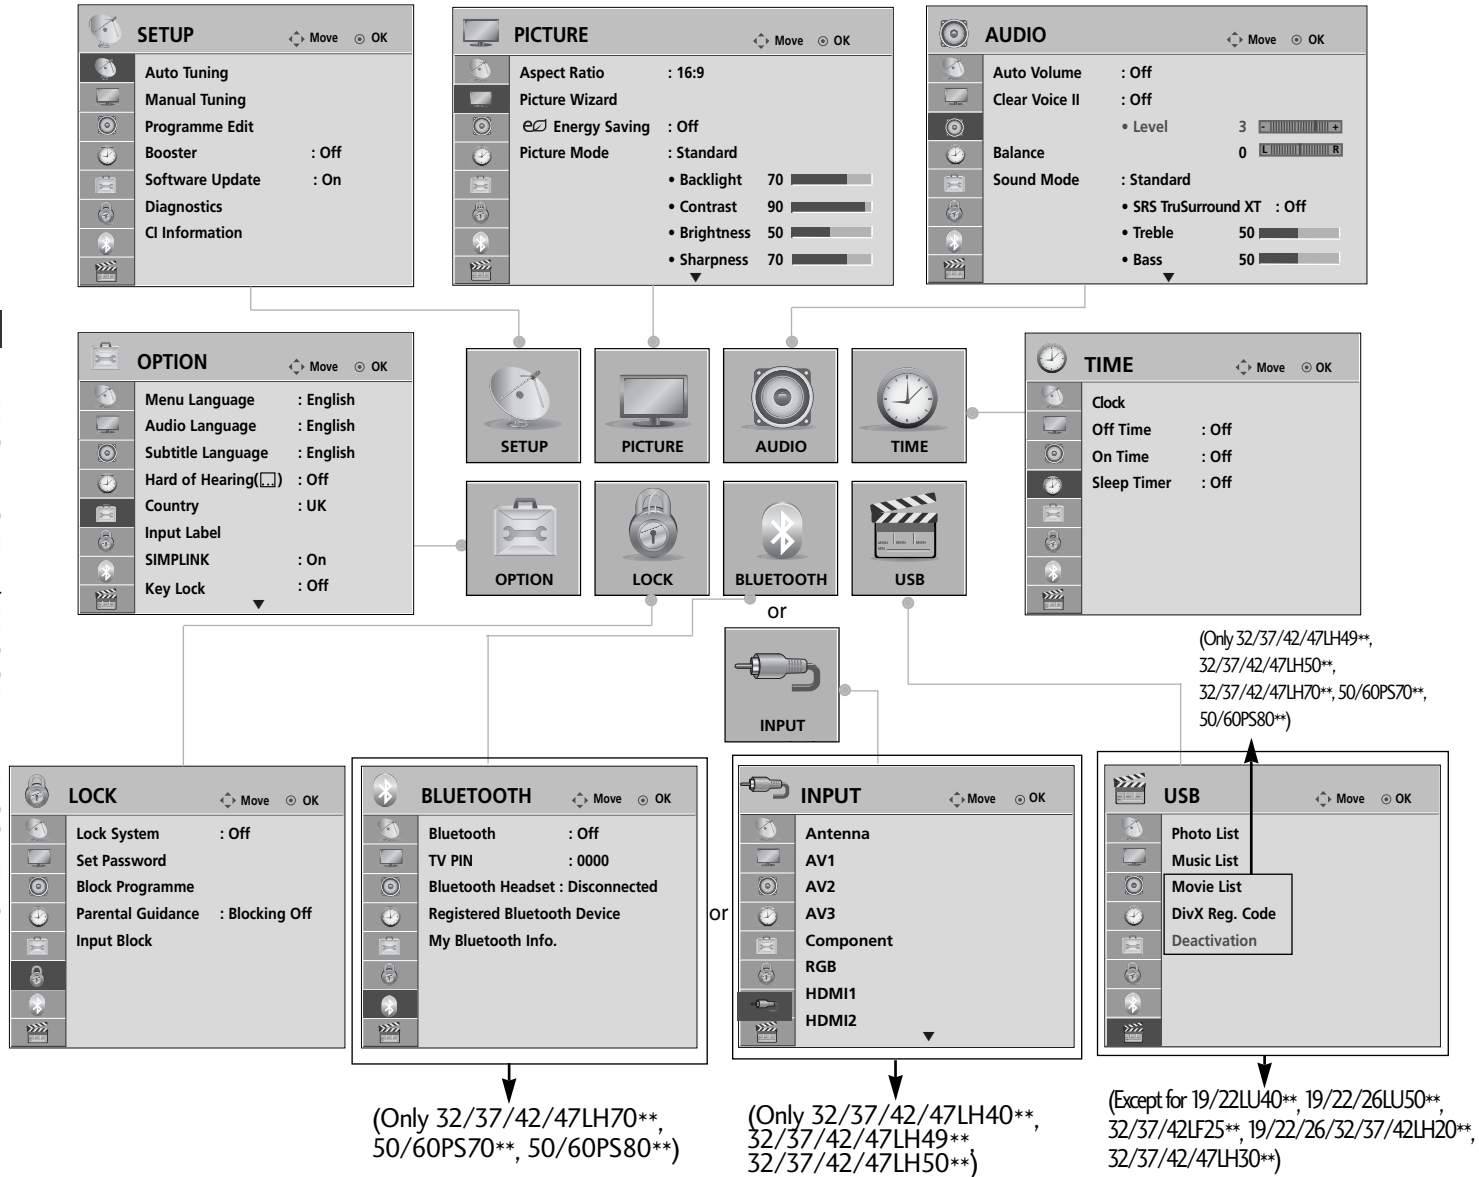 SETUP Move OK
Auto Tuning
Manual Tuning
Programme Edit
Booster : Off
Software Update : On
Diagnostics
CI Information
PICTURE Move OK
Aspect Ratio : 16:9
Picture Wizard
Energy Saving : Off
Picture Mode : Standard
• Backlight 70
• Contrast 90
• Brightness 50
• Sharpness 70
AUDIO Move OK
Auto Volume : Off
Clear Voice II : Off
• Level 3 - +
Balance 0 L R
Sound Mode : Standard
• SRS TruSurround XT : Off
• Treble 50
• Bass 50
OPTION Move OK
Menu Language : English
Audio Language : English
Subtitle Language : English
Hard of Hearing( ) : Off
Country : UK
Input Label
SIMPLINK : On
Key Lock : Off
SETUP
PICTURE
AUDIO
TIME
OPTION
LOCK
BLUETOOTH
USB
or
INPUT
TIME Move OK
Clock
Off Time : Off
On Time : Off
Sleep Timer : Off
(Only 32/37/42/47LH49**,
32/37/42/47LH50**,
32/37/42/47LH70**, 50/60PS70**,
50/60PS80**)
LOCK Move OK
Lock System : Off
Set Password
Block Programme
Parental Guidance : Blocking Off
Input Block
BLUETOOTH Move OK
Bluetooth : Off
TV PIN : 0000
Bluetooth Headset : Disconnected
Registered Bluetooth Device
My Bluetooth Info.
or
INPUT Move OK
Antenna
AV1
AV2
AV3
Component
RGB
HDMI1
HDMI2
USB Move OK
Photo List
Music List
Movie List
DivX Reg. Code
Deactivation
(Only 32/37/42/47LH70**,
50/60PS70**, 50/60PS80**)
(Only 32/37/42/47LH40**,
32/37/42/47LH49**,
32/37/42/47LH50**)
(Except for 19/22LU40**, 19/22/26LU50**,
32/37/42LF25**, 19/22/26/32/37/42LH20**,
32/37/42/47LH30**)